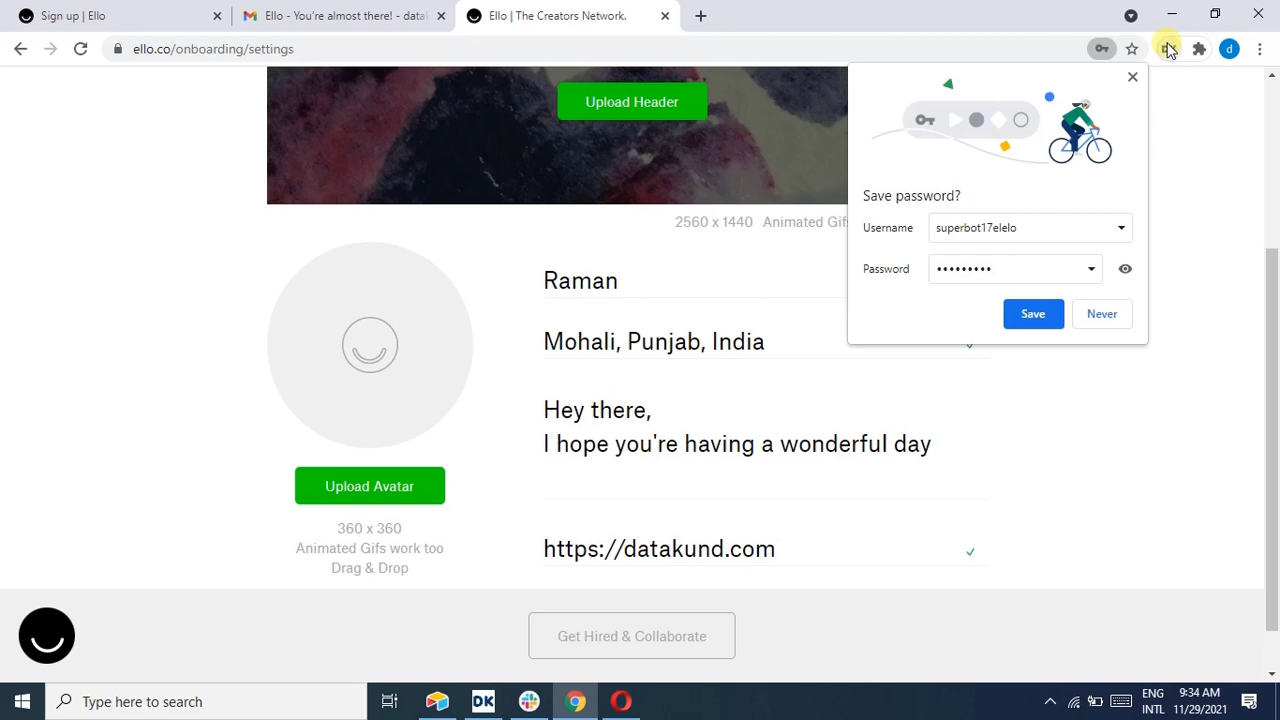 Sign up | Ello
Ello - You're almost there! - datal
Ello | The Creators Network.
ello.co/onboarding/settings
d
Upload Header
2560 x 1440 Animated Gifs
Save password?
Username superbot17elelo
Password •••••••••
Save Never
Raman
Mohali, Punjab, India
Hey there,
I hope you're having a wonderful day
https://datakund.com
Upload Avatar
360 x 360
Animated Gifs work too
Drag & Drop
Get Hired & Collaborate
Type here to search
DK
ENG
INTL
9:34 AM
11/29/2021